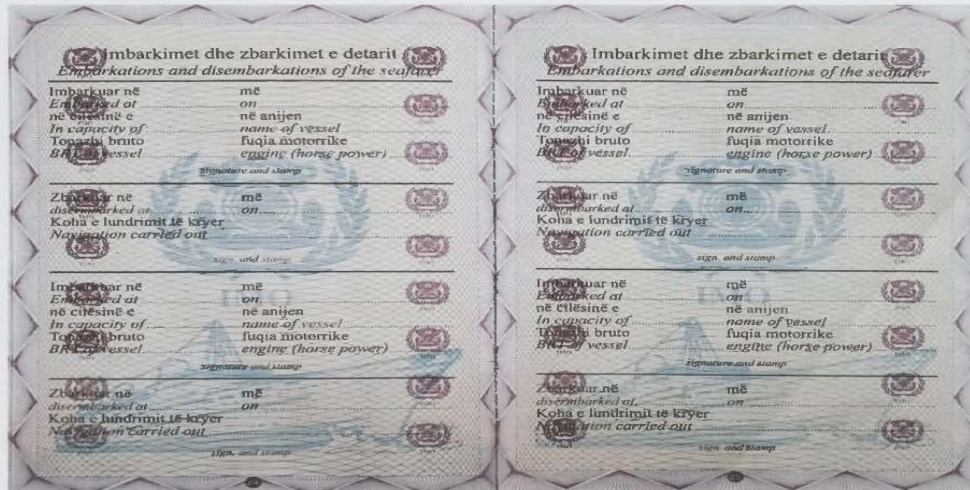 Imbarkimet dhe zbarkimet e detarit
Embarkations and disembarkations of the seafarer
Imbarkuar në më
Embarked at on
në cilësinë e në anijen
In capacity of name of vessel
Tonazhi bruto fuqia motorrike
BRT of vessel engine (horse power)
signature and stamp
Zbarkuar në më
disermbarked at on
Koha e lundrimit të kryer
Navigation carried out
sign. and stamp
Imbarkuar në më
Embarked at on
në cilësinë e në anijen
In capacity of name of vessel
Tonazhi bruto fuqia motorrike
BRT of vessel engine (horse power)
signature and stamp
Zbarkuar në më
disermbarked at on
Koha e lundrimit të kryer
Navigation carried out
sign. and stamp
Imbarkimet dhe zbarkimet e detarit
Embarkations and disembarkations of the seafarer
Imbarkuar në më
Embarked at on
në cilësinë e në anijen
In capacity of name of vessel
Tonazhi bruto fuqia motorrike
BRT of vessel engine (horse power)
signature and stamp
Zbarkuar në më
disermbarked at on
Koha e lundrimit të kryer
Navigation carried out
sign. and stamp
Imbarkuar në më
Embarked at on
në cilësinë e në anijen
In capacity of name of vessel
Tonazhi bruto fuqia motorrike
BRT of vessel engine (horse power)
signature and stamp
Zbarkuar në më
disermbarked at on
Koha e lundrimit të kryer
Navigation carried out
sign. and stamp